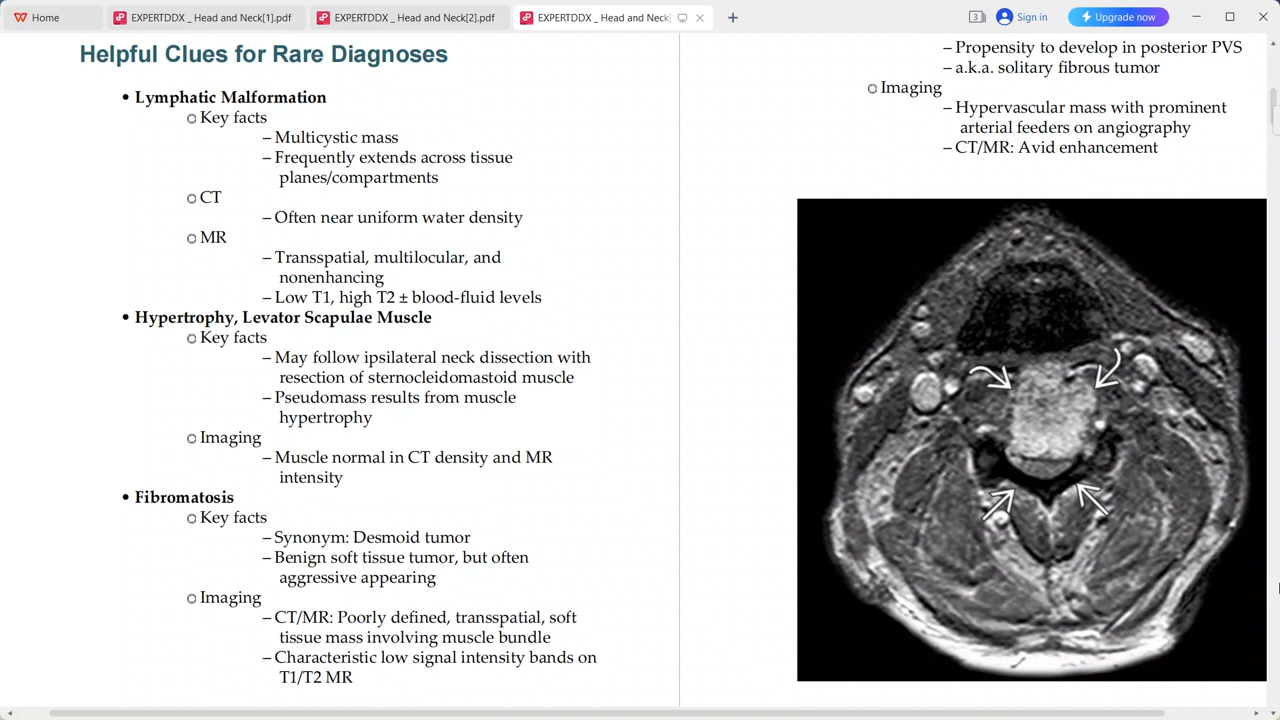 Home
EXPERTDDX _ Head and Neck[1].pdf
EXPERTDDX _ Head and Neck[2].pdf
EXPERTDDX _ Head and Neck[
3
Sign in
Upgrade now
Helpful Clues for Rare Diagnoses
• Lymphatic Malformation
○ Key facts
– Multicystic mass
– Frequently extends across tissue
planes/compartments
○ CT
– Often near uniform water density
○ MR
– Transspatial, multilocular, and
nonenhancing
– Low T1, high T2 ± blood-fluid levels
• Hypertrophy, Levator Scapulae Muscle
○ Key facts
– May follow ipsilateral neck dissection with
resection of sternocleidomastoid muscle
– Pseudomass results from muscle
hypertrophy
○ Imaging
– Muscle normal in CT density and MR
intensity
• Fibromatosis
○ Key facts
– Synonym: Desmoid tumor
– Benign soft tissue tumor, but often
aggressive appearing
○ Imaging
– CT/MR: Poorly defined, transspatial, soft
tissue mass involving muscle bundle
– Characteristic low signal intensity bands on
T1/T2 MR
– Propensity to develop in posterior PVS
– a.k.a. solitary fibrous tumor
○ Imaging
– Hypervascular mass with prominent
arterial feeders on angiography
– CT/MR: Avid enhancement